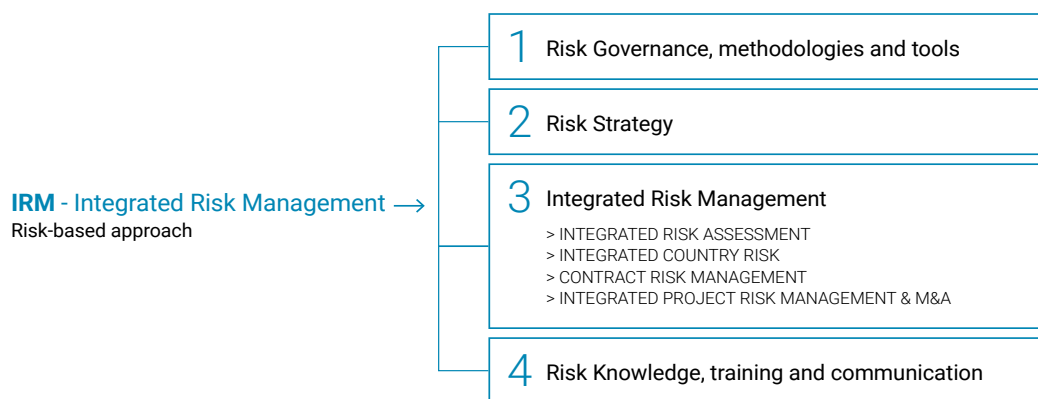 1 Risk Governance, methodologies and tools
2 Risk Strategy
IRM - Integrated Risk Management →
Risk-based approach
3 Integrated Risk Management
> INTEGRATED RISK ASSESSMENT
> INTEGRATED COUNTRY RISK
> CONTRACT RISK MANAGEMENT
> INTEGRATED PROJECT RISK MANAGEMENT & M&A
4 Risk Knowledge, training and communication